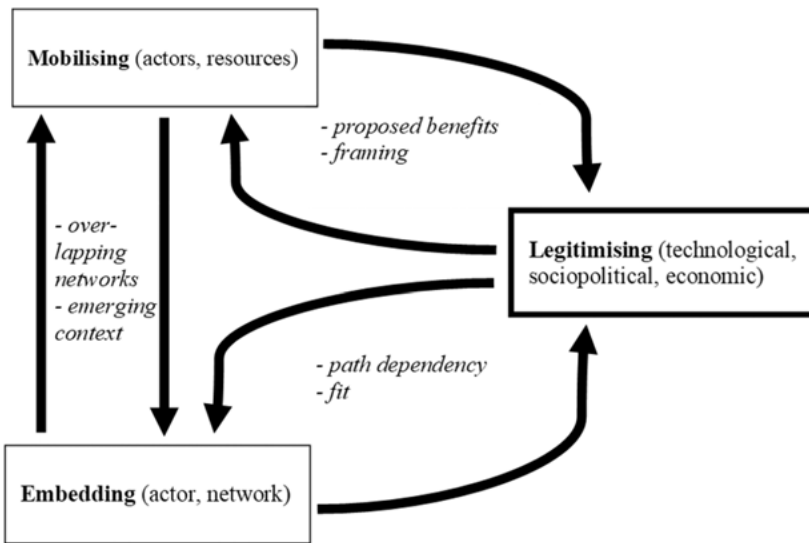 Mobilising (actors, resources)
- proposed benefits
- framing
- over-
lapping
networks
- emerging
context
Legitimising (technological,
sociopolitical, economic)
- path dependency
- fit
Embedding (actor, network)